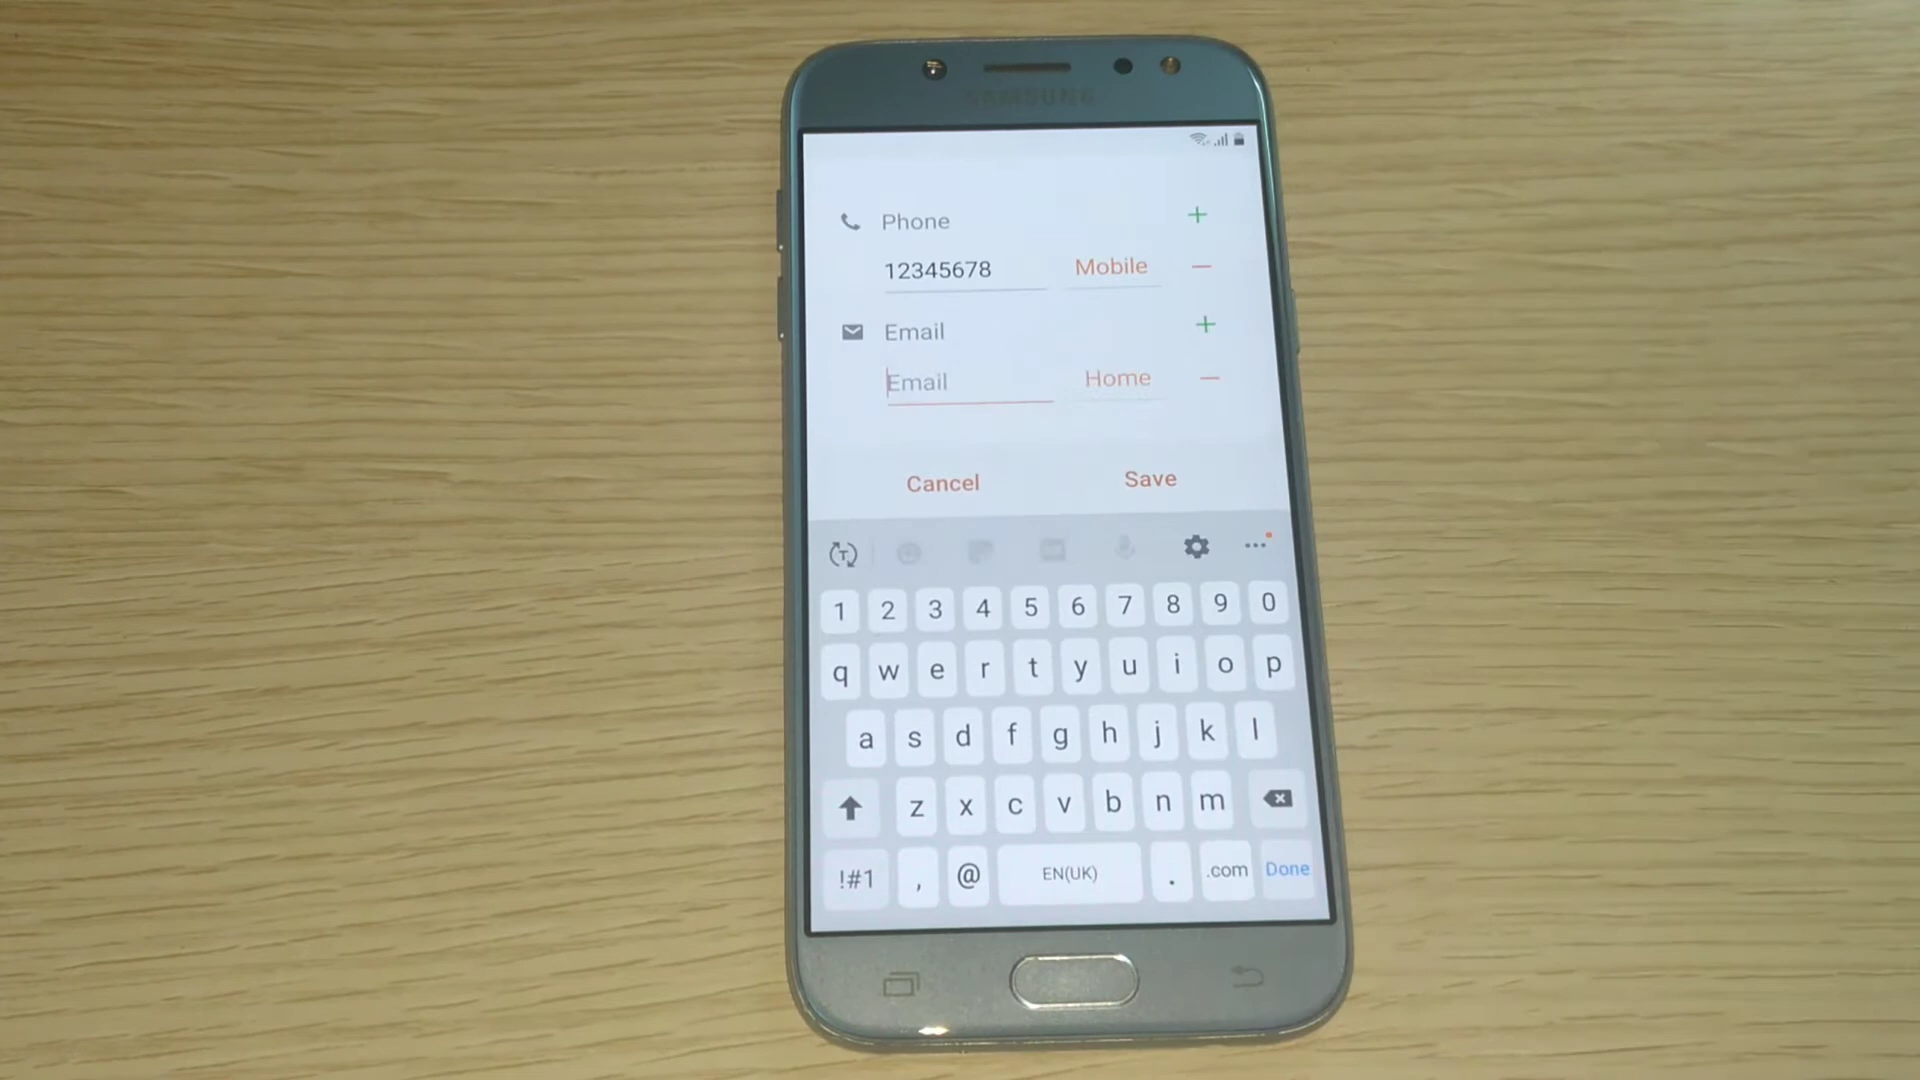 SAMSUNG
Phone
12345678 Mobile
Email
Email Home
Cancel Save
1 2 3 4 5 6 7 8 9 0
q w e r t y u i o p
a s d f g h j k l
z x c v b n m
!#1 , @ EN(UK) . .com Done